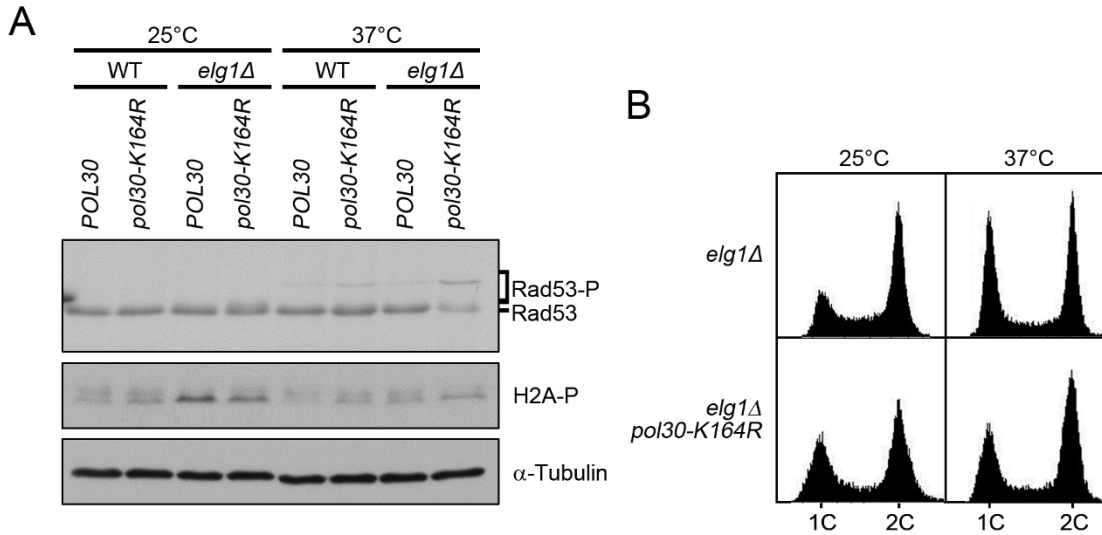 A
25°C 37°C
WT elg1Δ WT elg1Δ
POL30 pol30-K164R POL30 pol30-K164R POL30 pol30-K164R POL30 pol30-K164R
Rad53-P
Rad53
H2A-P
α-Tubulin
B
25°C 37°C
elg1Δ
elg1Δ
pol30-K164R
1C 2C 1C 2C